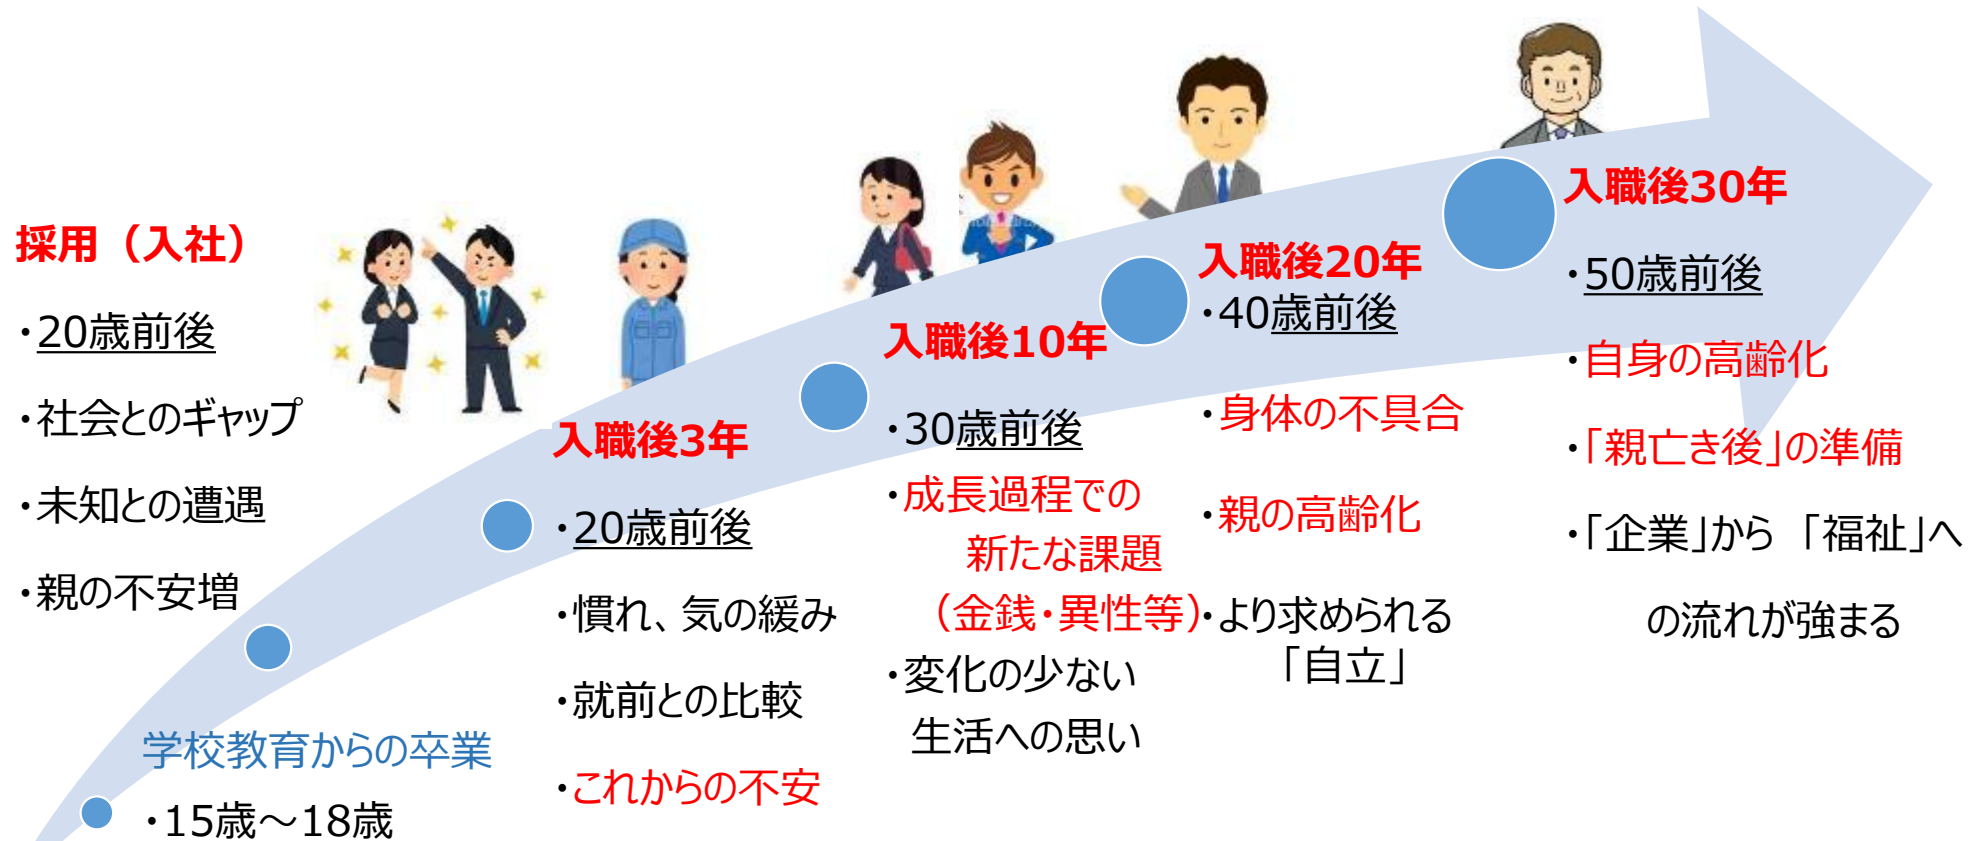 学校教育からの卒業
・15歳～18歳
採用（入社）
・20歳前後
・社会とのギャップ
・未知との遭遇
・親の不安増
入職後3年
・20歳前後
・慣れ、気の緩み
・就前との比較
・これからの不安
入職後10年
・30歳前後
・成長過程での
新たな課題
（金銭・異性等）
・変化の少ない
生活への思い
入職後20年
・40歳前後
・身体の不具合
・親の高齢化
・より求められる
「自立」
入職後30年
・50歳前後
・自身の高齢化
・「親亡き後」の準備
・「企業」から「福祉」へ
の流れが強まる